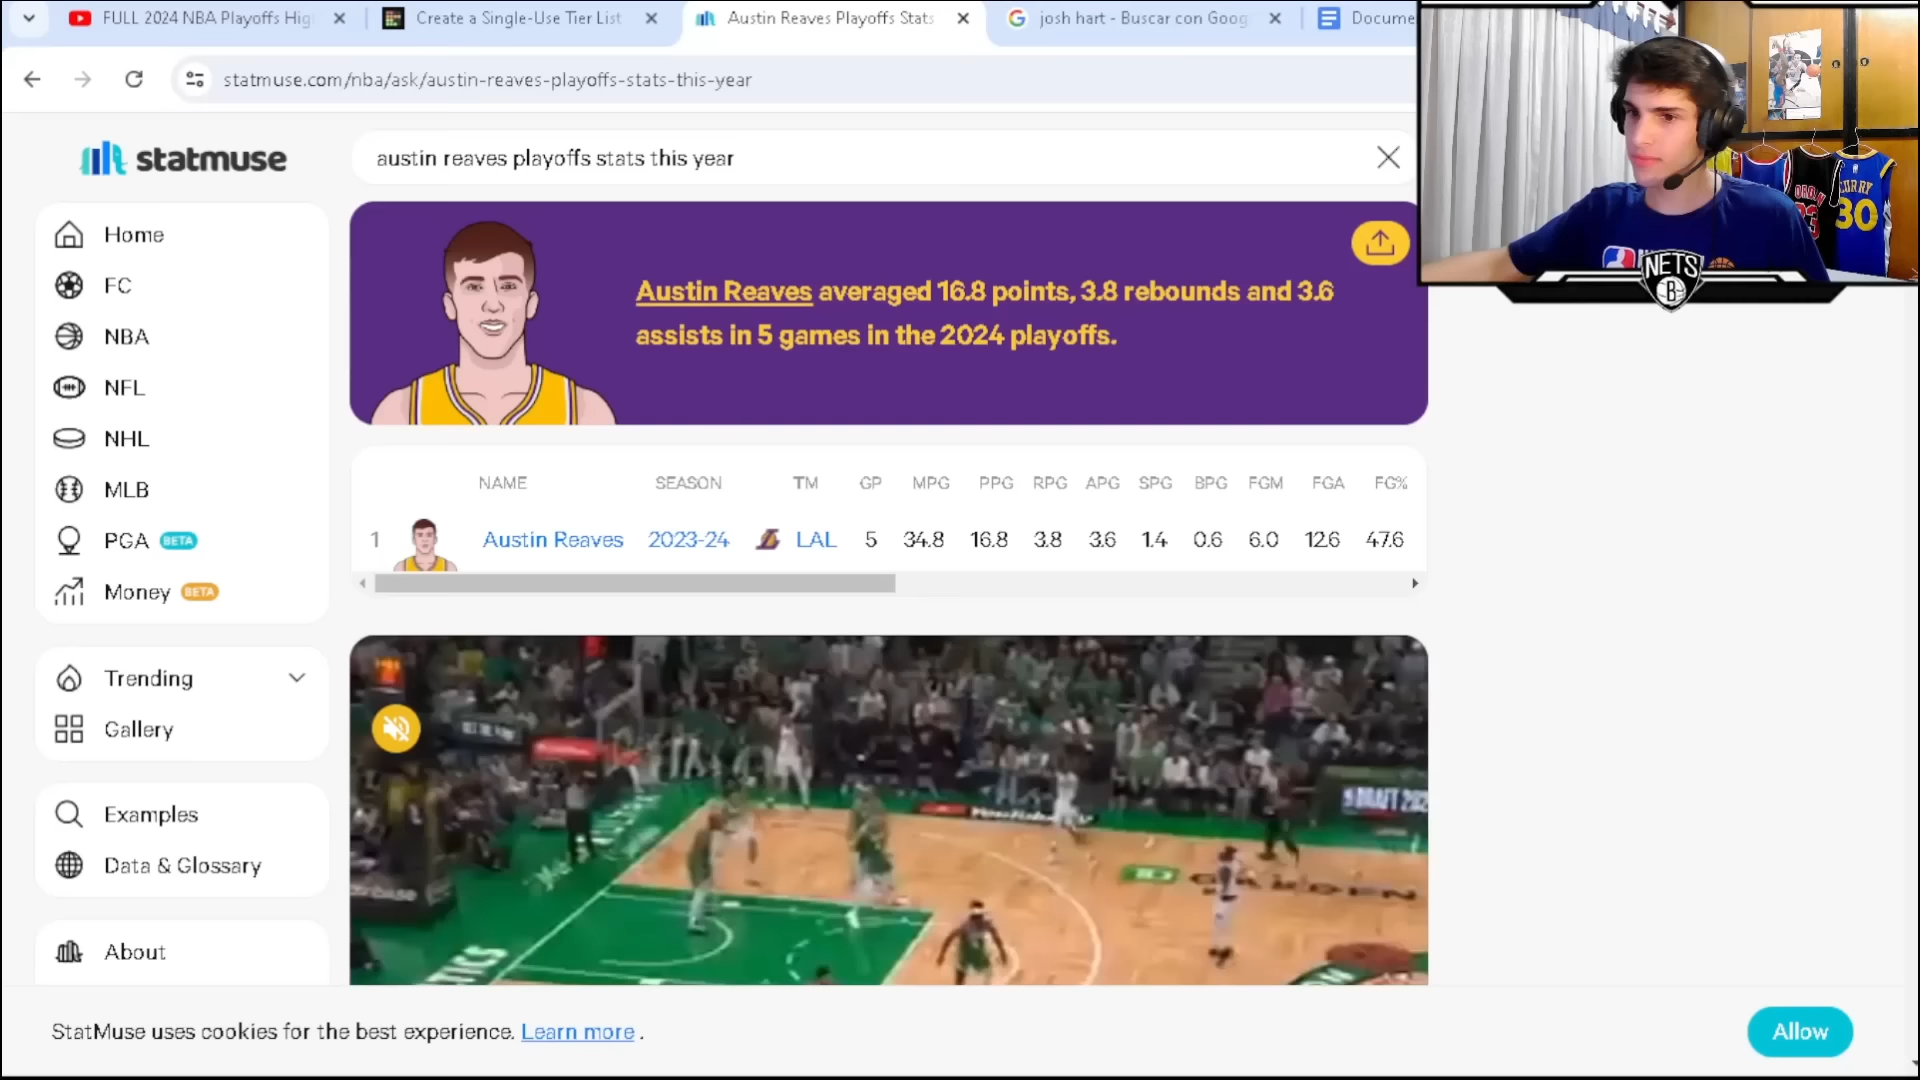 FULL 2024 NBA Playoffs Hig
Create a Single-Use Tier List
Austin Reaves Playoffs Stats
josh hart - Buscar con Goog
Docume
statmuse.com/nba/ask/austin-reaves-playoffs-stats-this-year
statmuse
austin reaves playoffs stats this year
Home
FC
NBA
NFL
NHL
MLB
PGA BETA
Money BETA
Trending
Gallery
Examples
Data & Glossary
About
Austin Reaves averaged 16.8 points, 3.8 rebounds and 3.6
assists in 5 games in the 2024 playoffs.
NAME SEASON TM GP MPG PPG RPG APG SPG BPG FGM FGA FG%
1 Austin Reaves 2023-24 LAL 5 34.8 16.8 3.8 3.6 1.4 0.6 6.0 12.6 47.6
CURRY
30
NETS
B
GARDEN
StatMuse uses cookies for the best experience. Learn more .
Allow